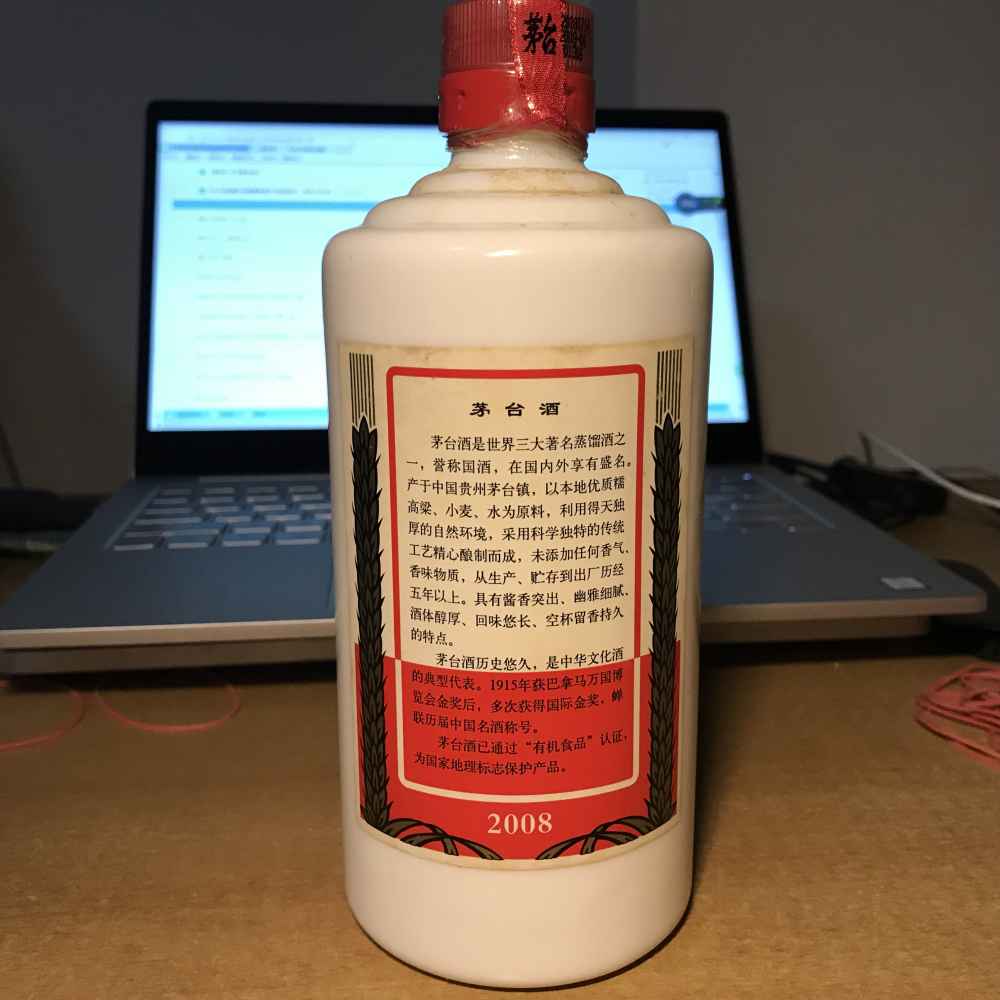 茅台
茅台酒
茅台酒是世界三大著名蒸馏酒之
一，誉称国酒，在国内外享有盛名。
产于中国贵州茅台镇，以本地优质糯
高粱、小麦、水为原料，利用得天独
厚的自然环境，采用科学独特的传统
工艺精心酿制而成，未添加任何香气、
香味物质，从生产、贮存到出厂历经
五年以上。具有酱香突出、幽雅细腻、
酒体醇厚、回味悠长、空杯留香持久
的特点。
茅台酒历史悠久，是中华文化酒
的典型代表。1915年获巴拿马万国博
览会金奖后，多次获得国际金奖，蝉
联历届中国名酒称号。
茅台酒已通过“有机食品”认证，
为国家地理标志保护产品。
2008